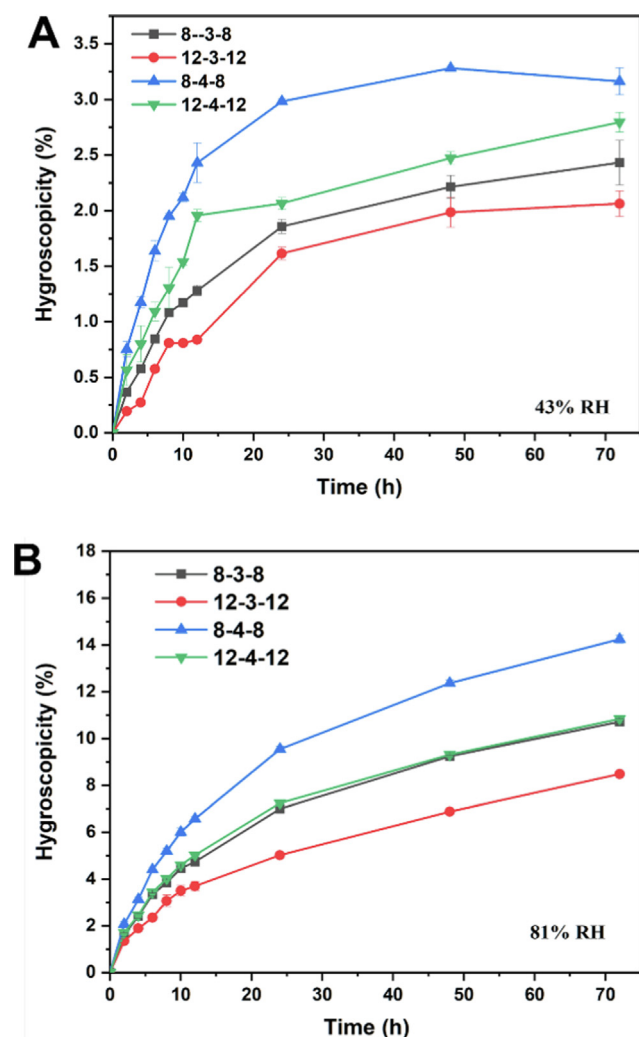 A
8--3-8
12-3-12
8-4-8
12-4-12
Hygroscopicity (%)
3.5
3.0
2.5
2.0
1.5
1.0
0.5
0.0
43% RH
0 10 20 30 40 50 60 70
Time (h)
B
8-3-8
12-3-12
8-4-8
12-4-12
Hygroscopicity (%)
18
16
14
12
10
8
6
4
2
0
81% RH
0 10 20 30 40 50 60 70
Time (h)